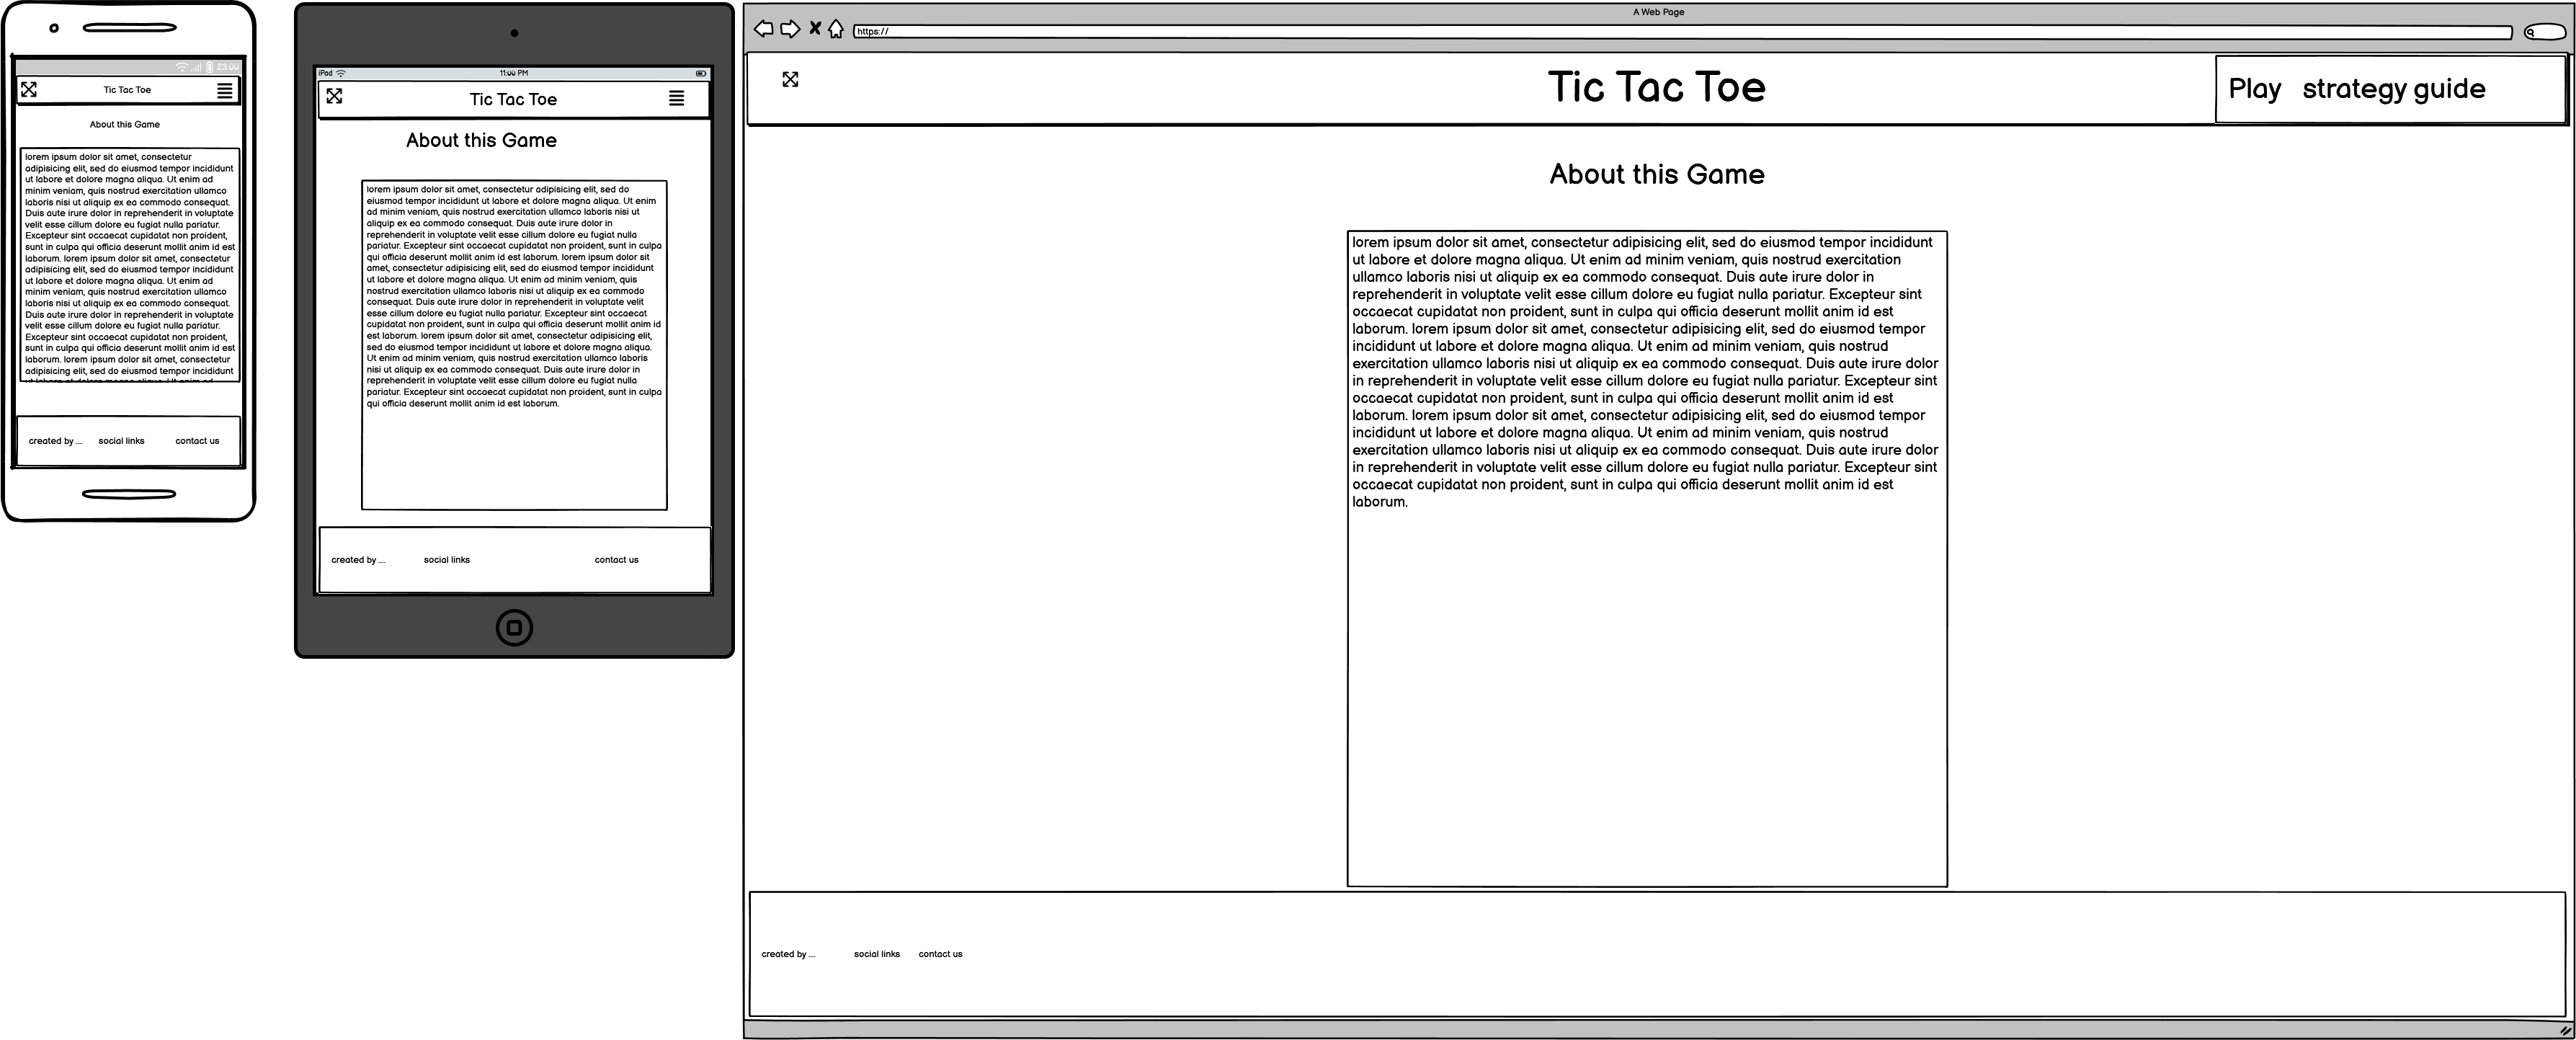 23:00
Tic Tac Toe
About this Game
lorem ipsum dolor sit amet, consectetur
adipisicing elit, sed do eiusmod tempor incididunt
ut labore et dolore magna aliqua. Ut enim ad
minim veniam, quis nostrud exercitation ullamco
laboris nisi ut aliquip ex ea commodo consequat.
Duis aute irure dolor in reprehenderit in voluptate
velit esse cillum dolore eu fugiat nulla pariatur.
Excepteur sint occaecat cupidatat non proident,
sunt in culpa qui officia deserunt mollit anim id est
laborum. lorem ipsum dolor sit amet, consectetur
adipisicing elit, sed do eiusmod tempor incididunt
ut labore et dolore magna aliqua. Ut enim ad
minim veniam, quis nostrud exercitation ullamco
laboris nisi ut aliquip ex ea commodo consequat.
Duis aute irure dolor in reprehenderit in voluptate
velit esse cillum dolore eu fugiat nulla pariatur.
Excepteur sint occaecat cupidatat non proident,
sunt in culpa qui officia deserunt mollit anim id est
laborum. lorem ipsum dolor sit amet, consectetur
adipisicing elit, sed do eiusmod tempor incididunt
ut labore et dolore magna aliqua. Ut enim ad
created by ... social links contact us
iPad 11:00 PM
Tic Tac Toe
About this Game
lorem ipsum dolor sit amet, consectetur adipisicing elit, sed do
eiusmod tempor incididunt ut labore et dolore magna aliqua. Ut enim
ad minim veniam, quis nostrud exercitation ullamco laboris nisi ut
aliquip ex ea commodo consequat. Duis aute irure dolor in
reprehenderit in voluptate velit esse cillum dolore eu fugiat nulla
pariatur. Excepteur sint occaecat cupidatat non proident, sunt in culpa
qui officia deserunt mollit anim id est laborum. lorem ipsum dolor sit
amet, consectetur adipisicing elit, sed do eiusmod tempor incididunt
ut labore et dolore magna aliqua. Ut enim ad minim veniam, quis
nostrud exercitation ullamco laboris nisi ut aliquip ex ea commodo
consequat. Duis aute irure dolor in reprehenderit in voluptate velit
esse cillum dolore eu fugiat nulla pariatur. Excepteur sint occaecat
cupidatat non proident, sunt in culpa qui officia deserunt mollit anim id
est laborum. lorem ipsum dolor sit amet, consectetur adipisicing elit,
sed do eiusmod tempor incididunt ut labore et dolore magna aliqua.
Ut enim ad minim veniam, quis nostrud exercitation ullamco laboris
nisi ut aliquip ex ea commodo consequat. Duis aute irure dolor in
reprehenderit in voluptate velit esse cillum dolore eu fugiat nulla
pariatur. Excepteur sint occaecat cupidatat non proident, sunt in culpa
qui officia deserunt mollit anim id est laborum.
created by ... social links contact us
A Web Page
https://
Tic Tac Toe
Play strategy guide
About this Game
lorem ipsum dolor sit amet, consectetur adipisicing elit, sed do eiusmod tempor incididunt
ut labore et dolore magna aliqua. Ut enim ad minim veniam, quis nostrud exercitation
ullamco laboris nisi ut aliquip ex ea commodo consequat. Duis aute irure dolor in
reprehenderit in voluptate velit esse cillum dolore eu fugiat nulla pariatur. Excepteur sint
occaecat cupidatat non proident, sunt in culpa qui officia deserunt mollit anim id est
laborum. lorem ipsum dolor sit amet, consectetur adipisicing elit, sed do eiusmod tempor
incididunt ut labore et dolore magna aliqua. Ut enim ad minim veniam, quis nostrud
exercitation ullamco laboris nisi ut aliquip ex ea commodo consequat. Duis aute irure dolor
in reprehenderit in voluptate velit esse cillum dolore eu fugiat nulla pariatur. Excepteur sint
occaecat cupidatat non proident, sunt in culpa qui officia deserunt mollit anim id est
laborum. lorem ipsum dolor sit amet, consectetur adipisicing elit, sed do eiusmod tempor
incididunt ut labore et dolore magna aliqua. Ut enim ad minim veniam, quis nostrud
exercitation ullamco laboris nisi ut aliquip ex ea commodo consequat. Duis aute irure dolor
in reprehenderit in voluptate velit esse cillum dolore eu fugiat nulla pariatur. Excepteur sint
occaecat cupidatat non proident, sunt in culpa qui officia deserunt mollit anim id est
laborum.
created by ... social links contact us